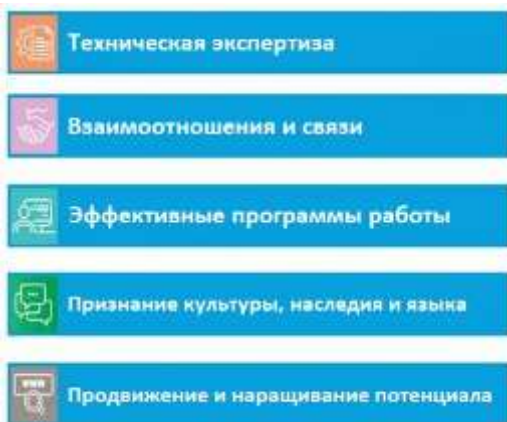 Техническая экспертиза
Взаимоотношения и связи
Эффективные программы работы
Признание культуры, наследия и языка
Продвижение и наращивание потенциала